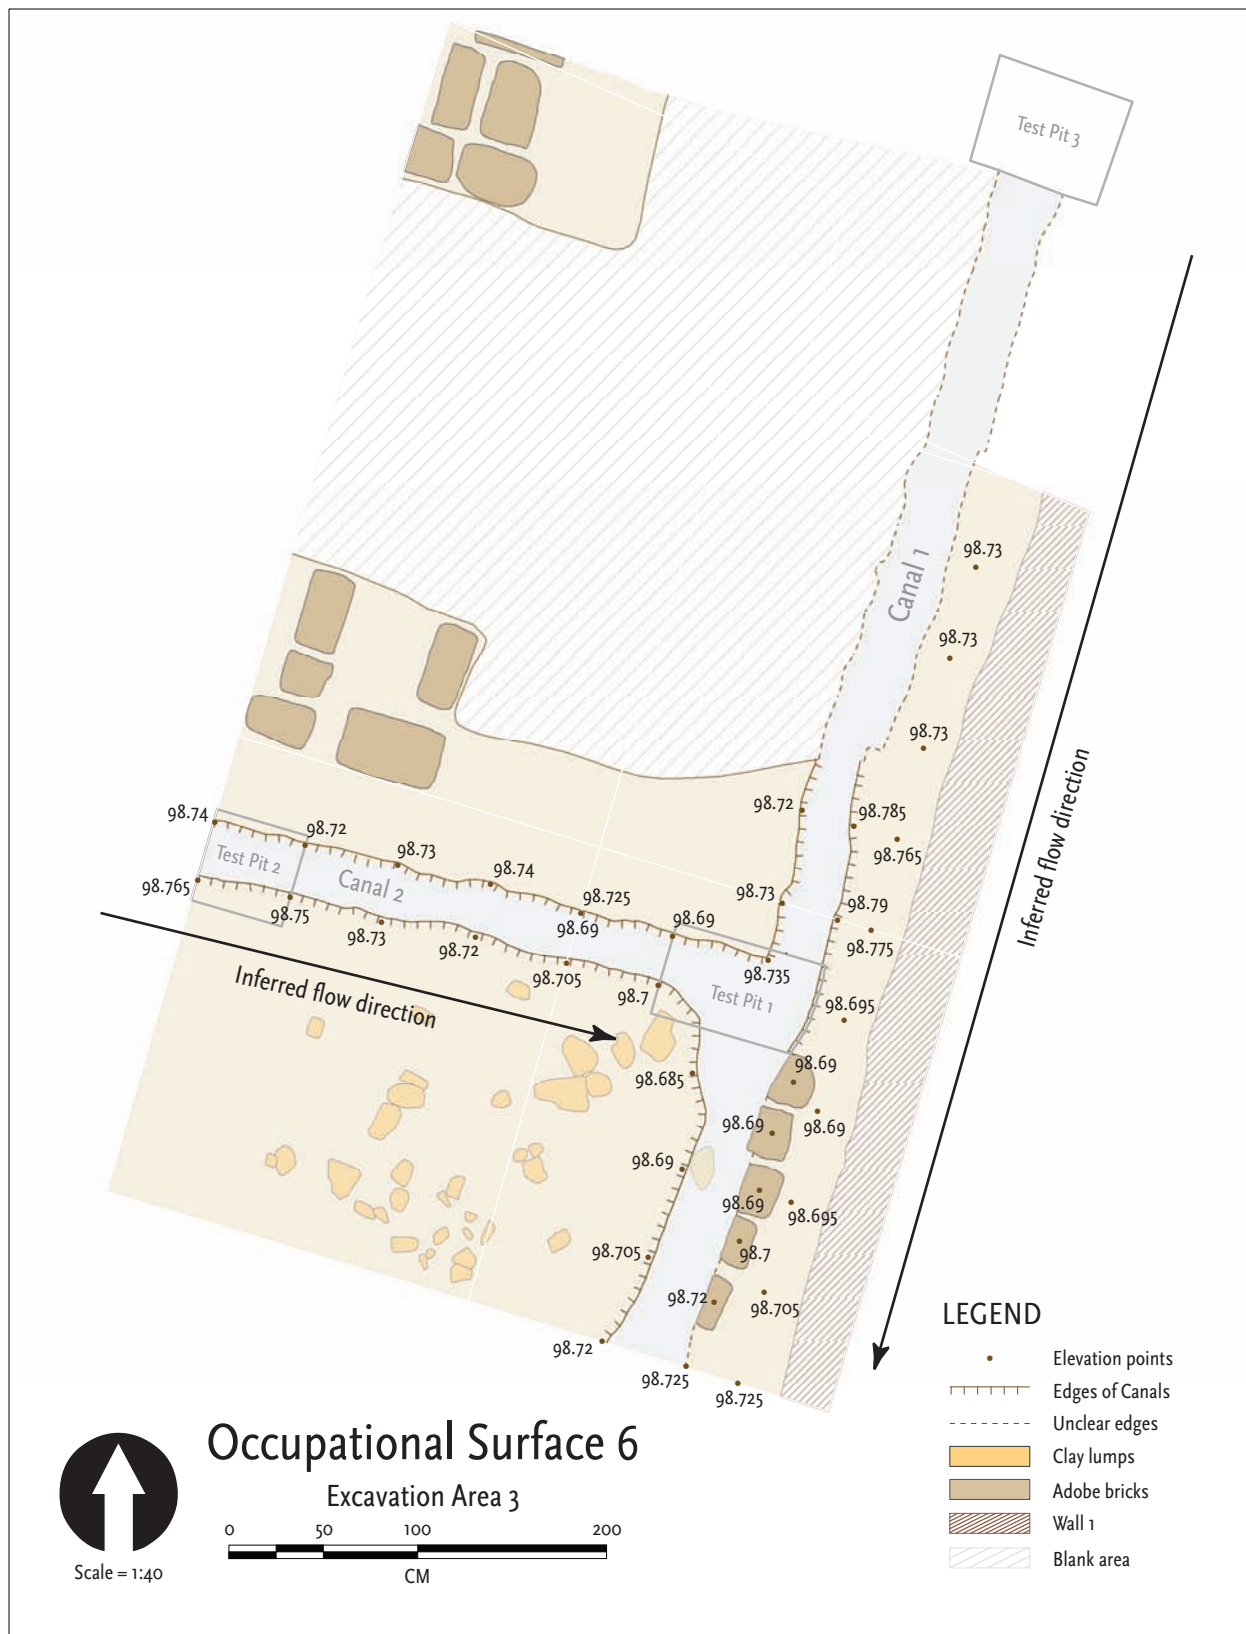 Test Pit 3
98.73
Canal 1
98.73
98.73
98.72
98.785
98.74
98.72
98.765
98.73
Test Pit 2
98.74
Canal 2
98.765
98.73
98.725
98.79
98.75
98.69
98.69
98.73
98.72
98.775
98.705
98.735
Inferred flow direction
Inferred flow direction
98.7
Test Pit 1
98.695
98.69
98.685
98.69
98.69
98.69
98.69
98.695
98.705
98.7
98.72
98.705
98.72
98.725
98.725
LEGEND
Elevation points
Edges of Canals
Unclear edges
Clay lumps
Adobe bricks
Wall 1
Blank area
Occupational Surface 6
Excavation Area 3
0 50 100 200
CM
Scale = 1:40